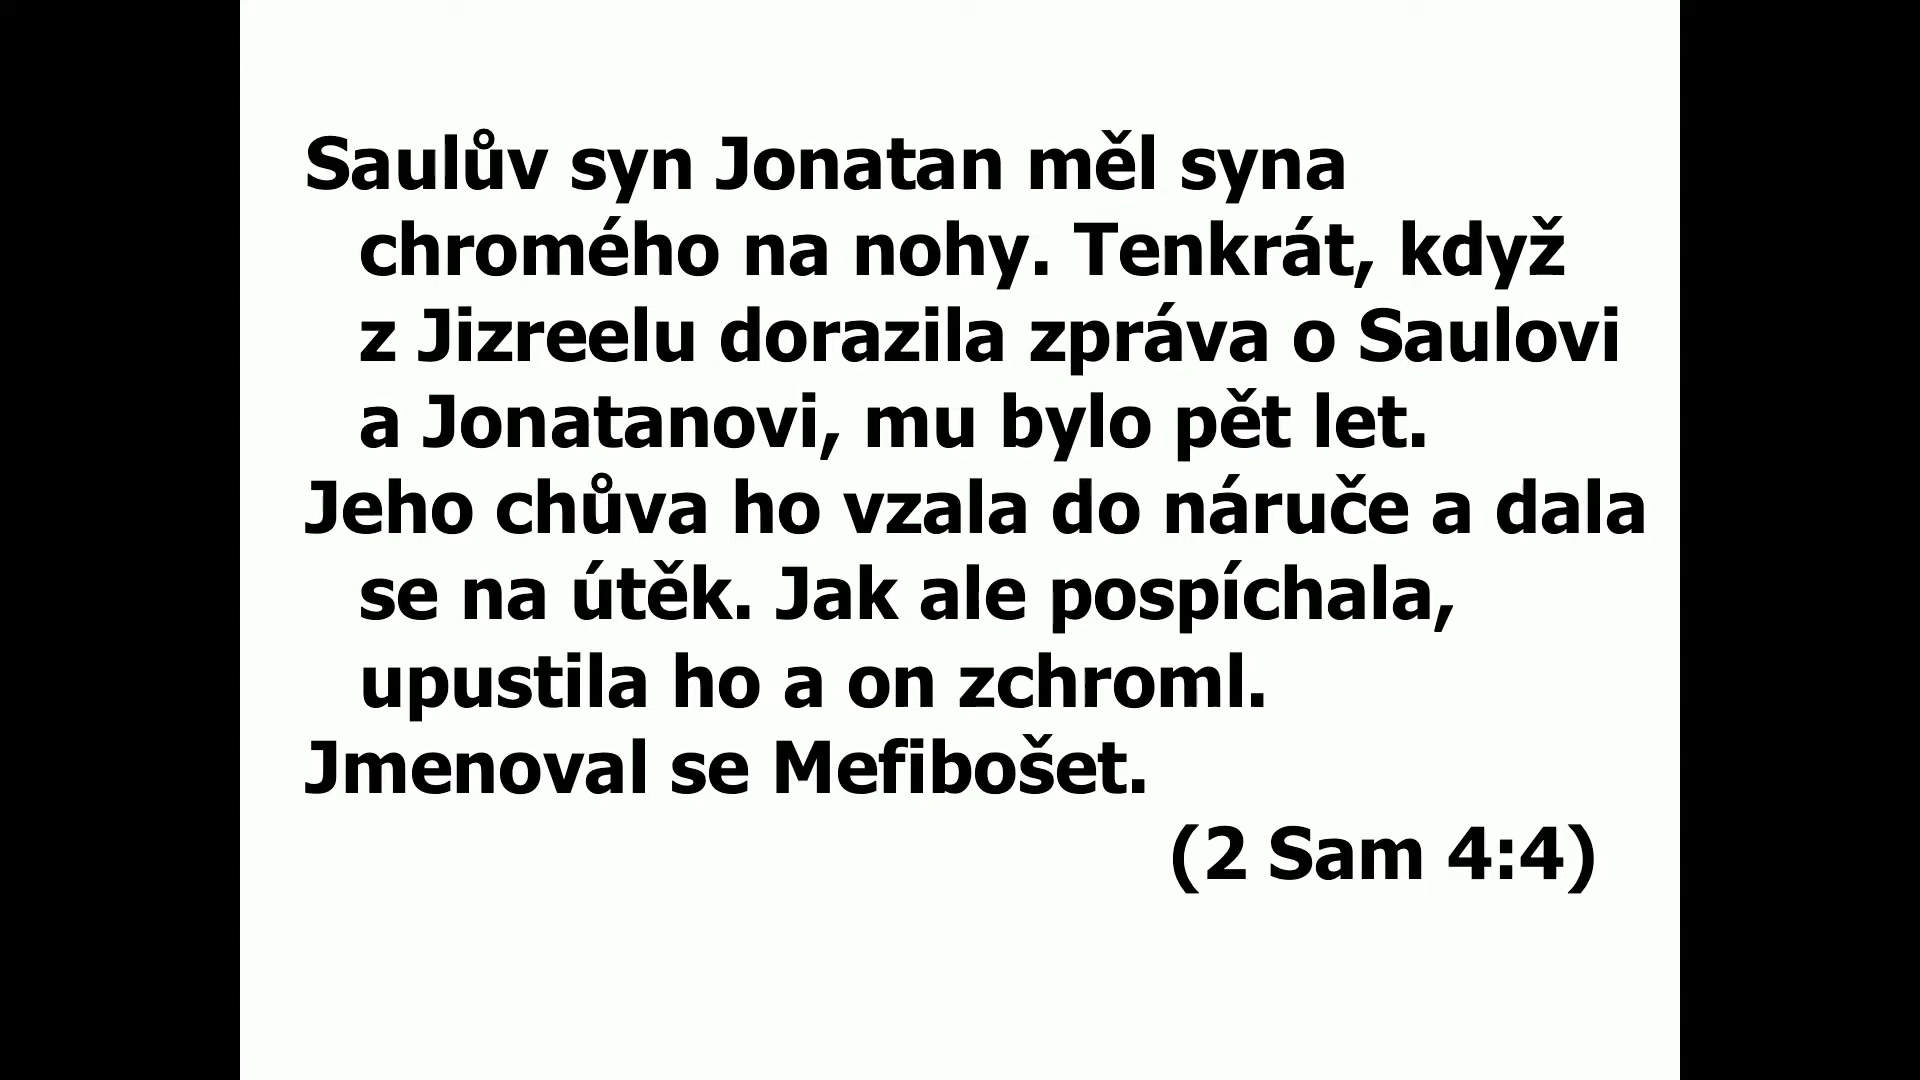 Saulův syn Jonatan měl syna
chromého na nohy. Tenkrát, když
z Jizreelu dorazila zpráva o Saulovi
a Jonatanovi, mu bylo pět let.
Jeho chůva ho vzala do náruče a dala
se na útěk. Jak ale pospíchala,
upustila ho a on zchroml.
Jmenoval se Mefibošet.
(2 Sam 4:4)